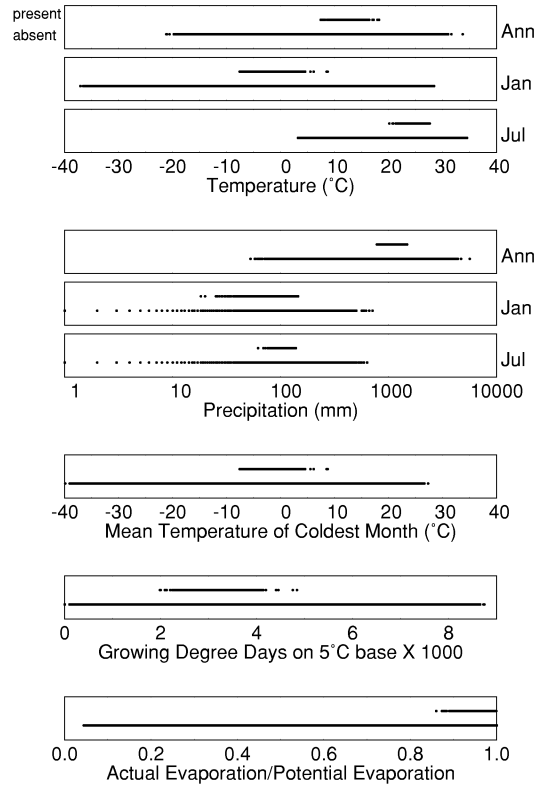 present
absent
Ann
Jan
Jul
-40 -30 -20 -10 0 10 20 30 40
Temperature (˚C)
Ann
Jan
Jul
1 10 100 1000 10000
Precipitation (mm)
-40 -30 -20 -10 0 10 20 30 40
Mean Temperature of Coldest Month (˚C)
0 2 4 6 8
Growing Degree Days on 5˚C base X 1000
0.0 0.2 0.4 0.6 0.8 1.0
Actual Evaporation/Potential Evaporation